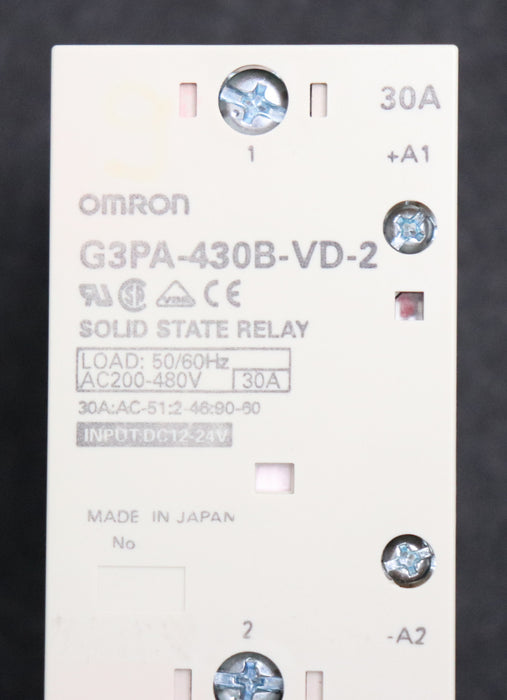 30A
1
+A1
OMRON
G3PA-430B-VD-2
VDE CE
SOLID STATE RELAY
LOAD: 50/60Hz
AC200-480V 30A
30A:AC-51:2-46:90-60
INPUT:DC12-24V
MADE IN JAPAN
No
2
-A2